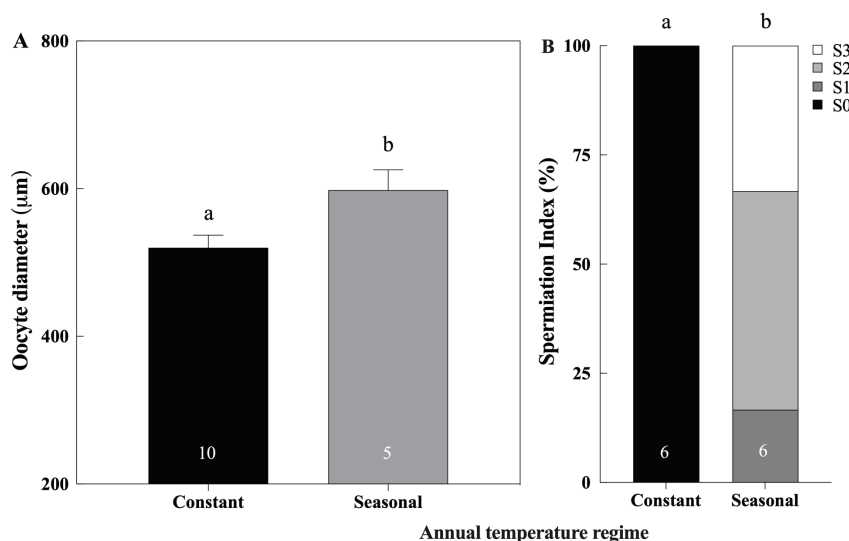 A
800
600
400
200
Oocyte diameter (μm)
a
b
10
5
Constant
Seasonal
B
a
b
100
75
50
25
0
Spermiation Index (%)
6
6
Constant
Seasonal
S3
S2
S1
S0
Annual temperature regime